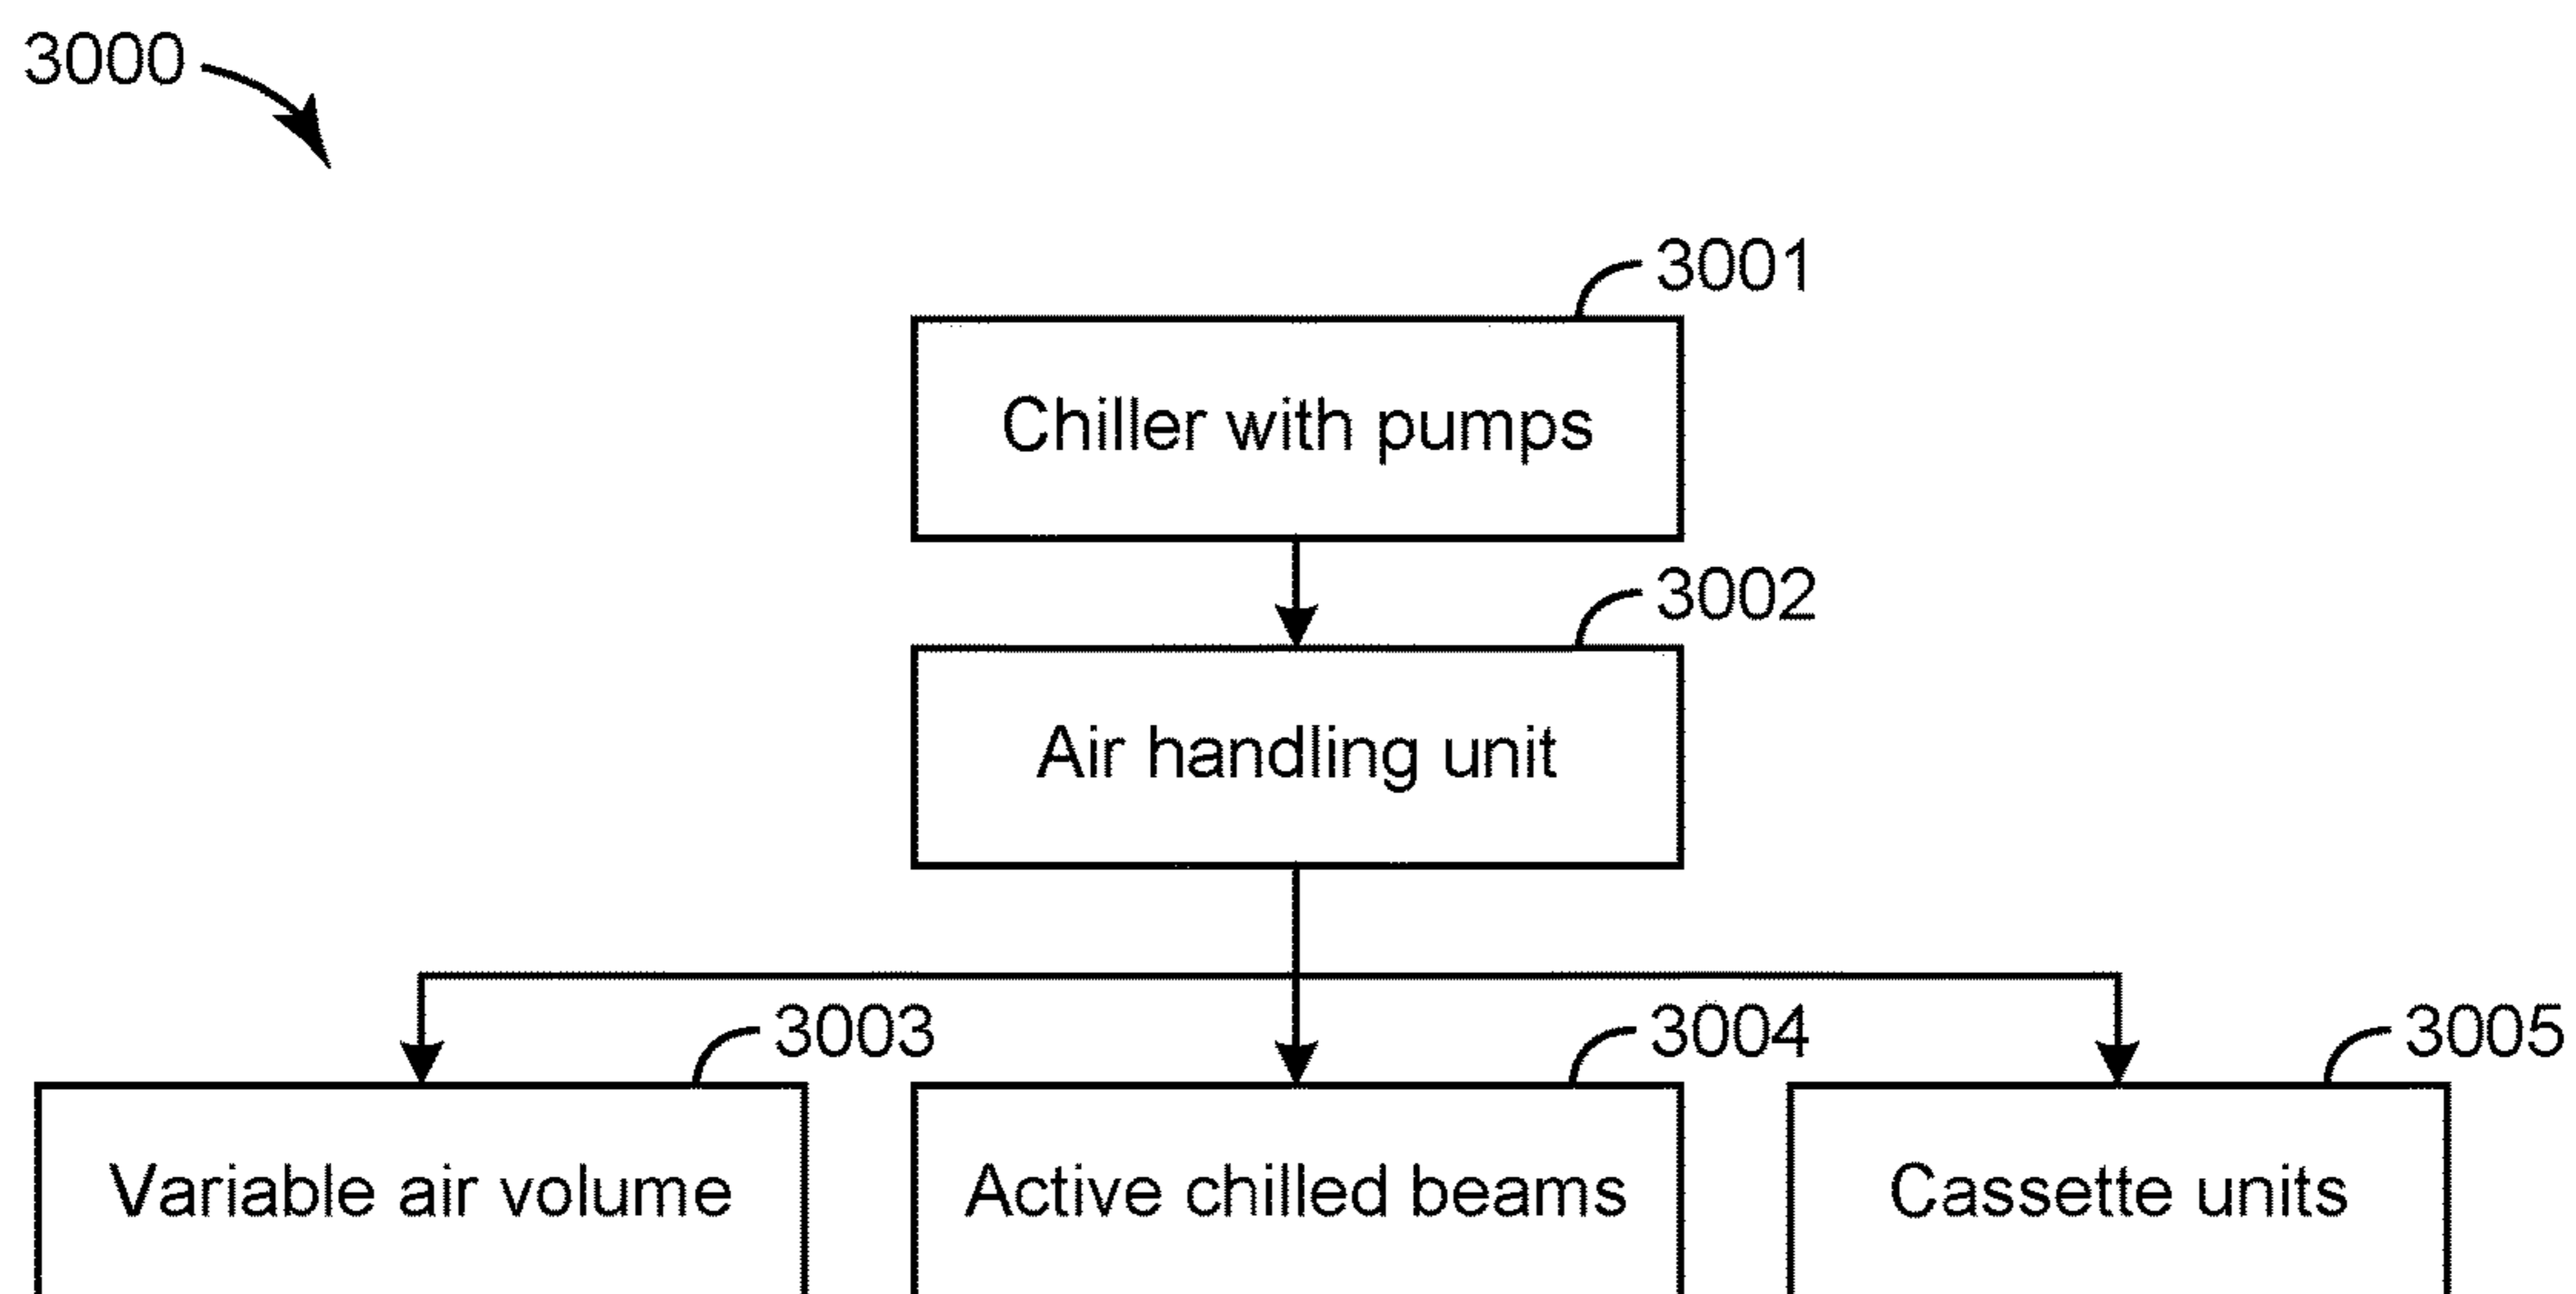 3000
3001
Chiller with pumps
3002
Air handling unit
3003
3004
3005
Variable air volume
Active chilled beams
Cassette units